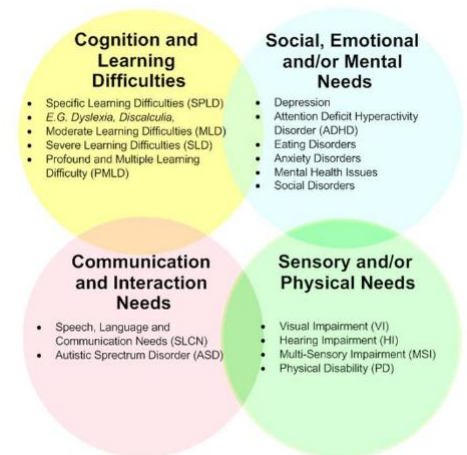 Cognition and
Learning
Difficulties
• Specific Learning Difficulties (SPLD)
• E.G. Dyslexia, Discalculia,
• Moderate Learning Difficulties (MLD)
• Severe Learning Difficulties (SLD)
• Profound and Multiple Learning
Difficulty (PMLD)
Social, Emotional
and/or Mental
Needs
• Depression
• Attention Deficit Hyperactivity
Disorder (ADHD)
• Eating Disorders
• Anxiety Disorders
• Mental Health Issues
• Social Disorders
Communication
and Interaction
Needs
• Speech, Language and
Communication Needs (SLCN)
• Autistic Sprectrum Disorder (ASD)
Sensory and/or
Physical Needs
• Visual Impairment (VI)
• Hearing Impairment (HI)
• Multi-Sensory Impairment (MSI)
• Physical Disability (PD)